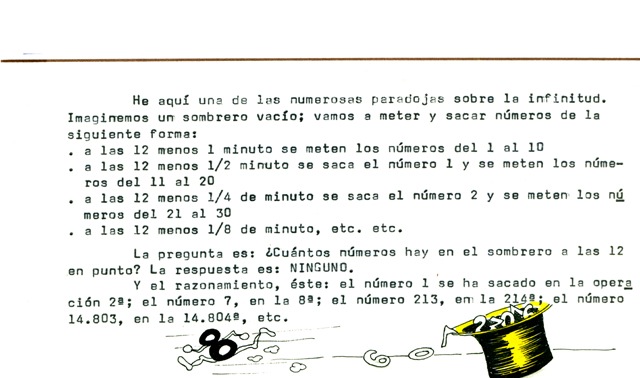 He aquí una de las numerosas paradojas sobre la infinitud.
Imaginemos un sombrero vacío; vamos a meter y sacar números de la
siguiente forma:
. a las 12 menos 1 minuto se meten los números del 1 al 10
. a las 12 menos 1/2 minuto se saca el número 1 y se meten los núme-
ros del 11 al 20
. a las 12 menos 1/4 de minuto se saca el número 2 y se meten los nú
meros del 21 al 30
. a las 12 menos 1/8 de minuto, etc. etc.
La pregunta es: ¿Cuántos números hay en el sombrero a las 12
en punto? La respuesta es: NINGUNO.
Y el razonamiento, éste: el número 1 se ha sacado en la opera
ción 2ª; el número 7, en la 8ª; el número 213, en la 214ª; el número
14.803, en la 14.804ª, etc.